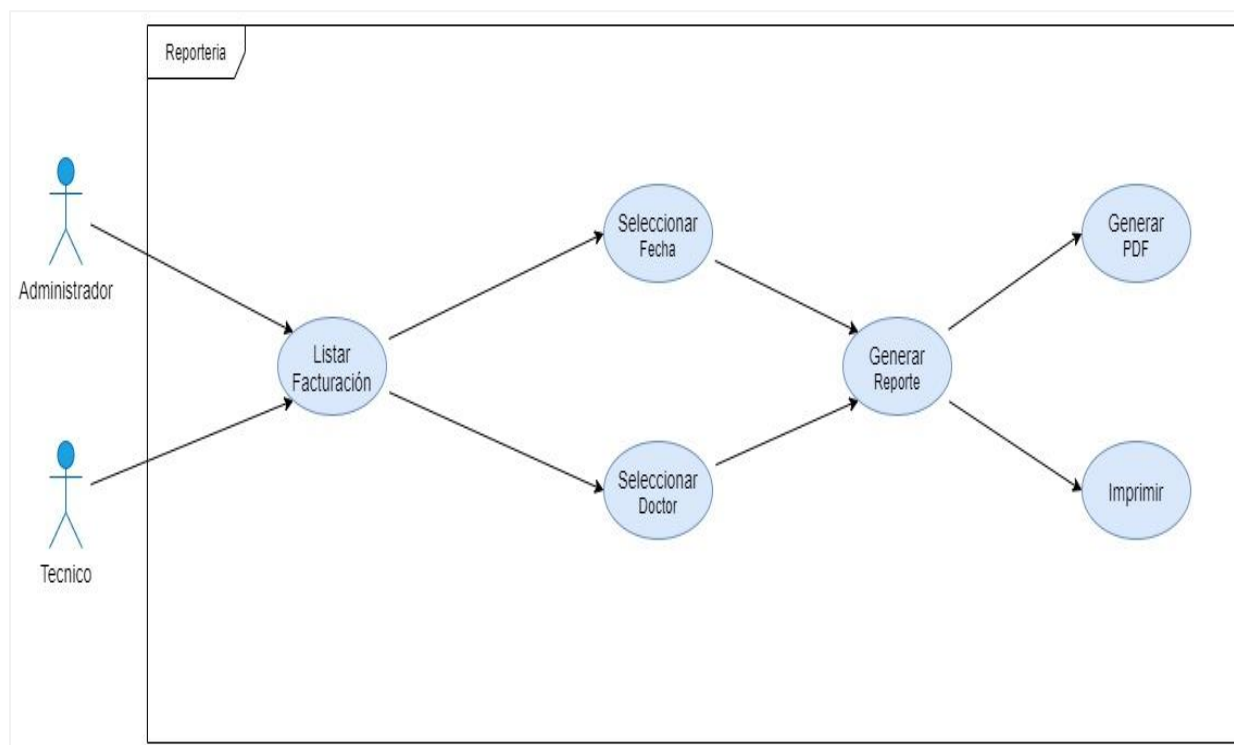 Reporteria
Administrador
Tecnico
Listar
Facturación
Seleccionar
Fecha
Seleccionar
Doctor
Generar
Reporte
Generar
PDF
Imprimir